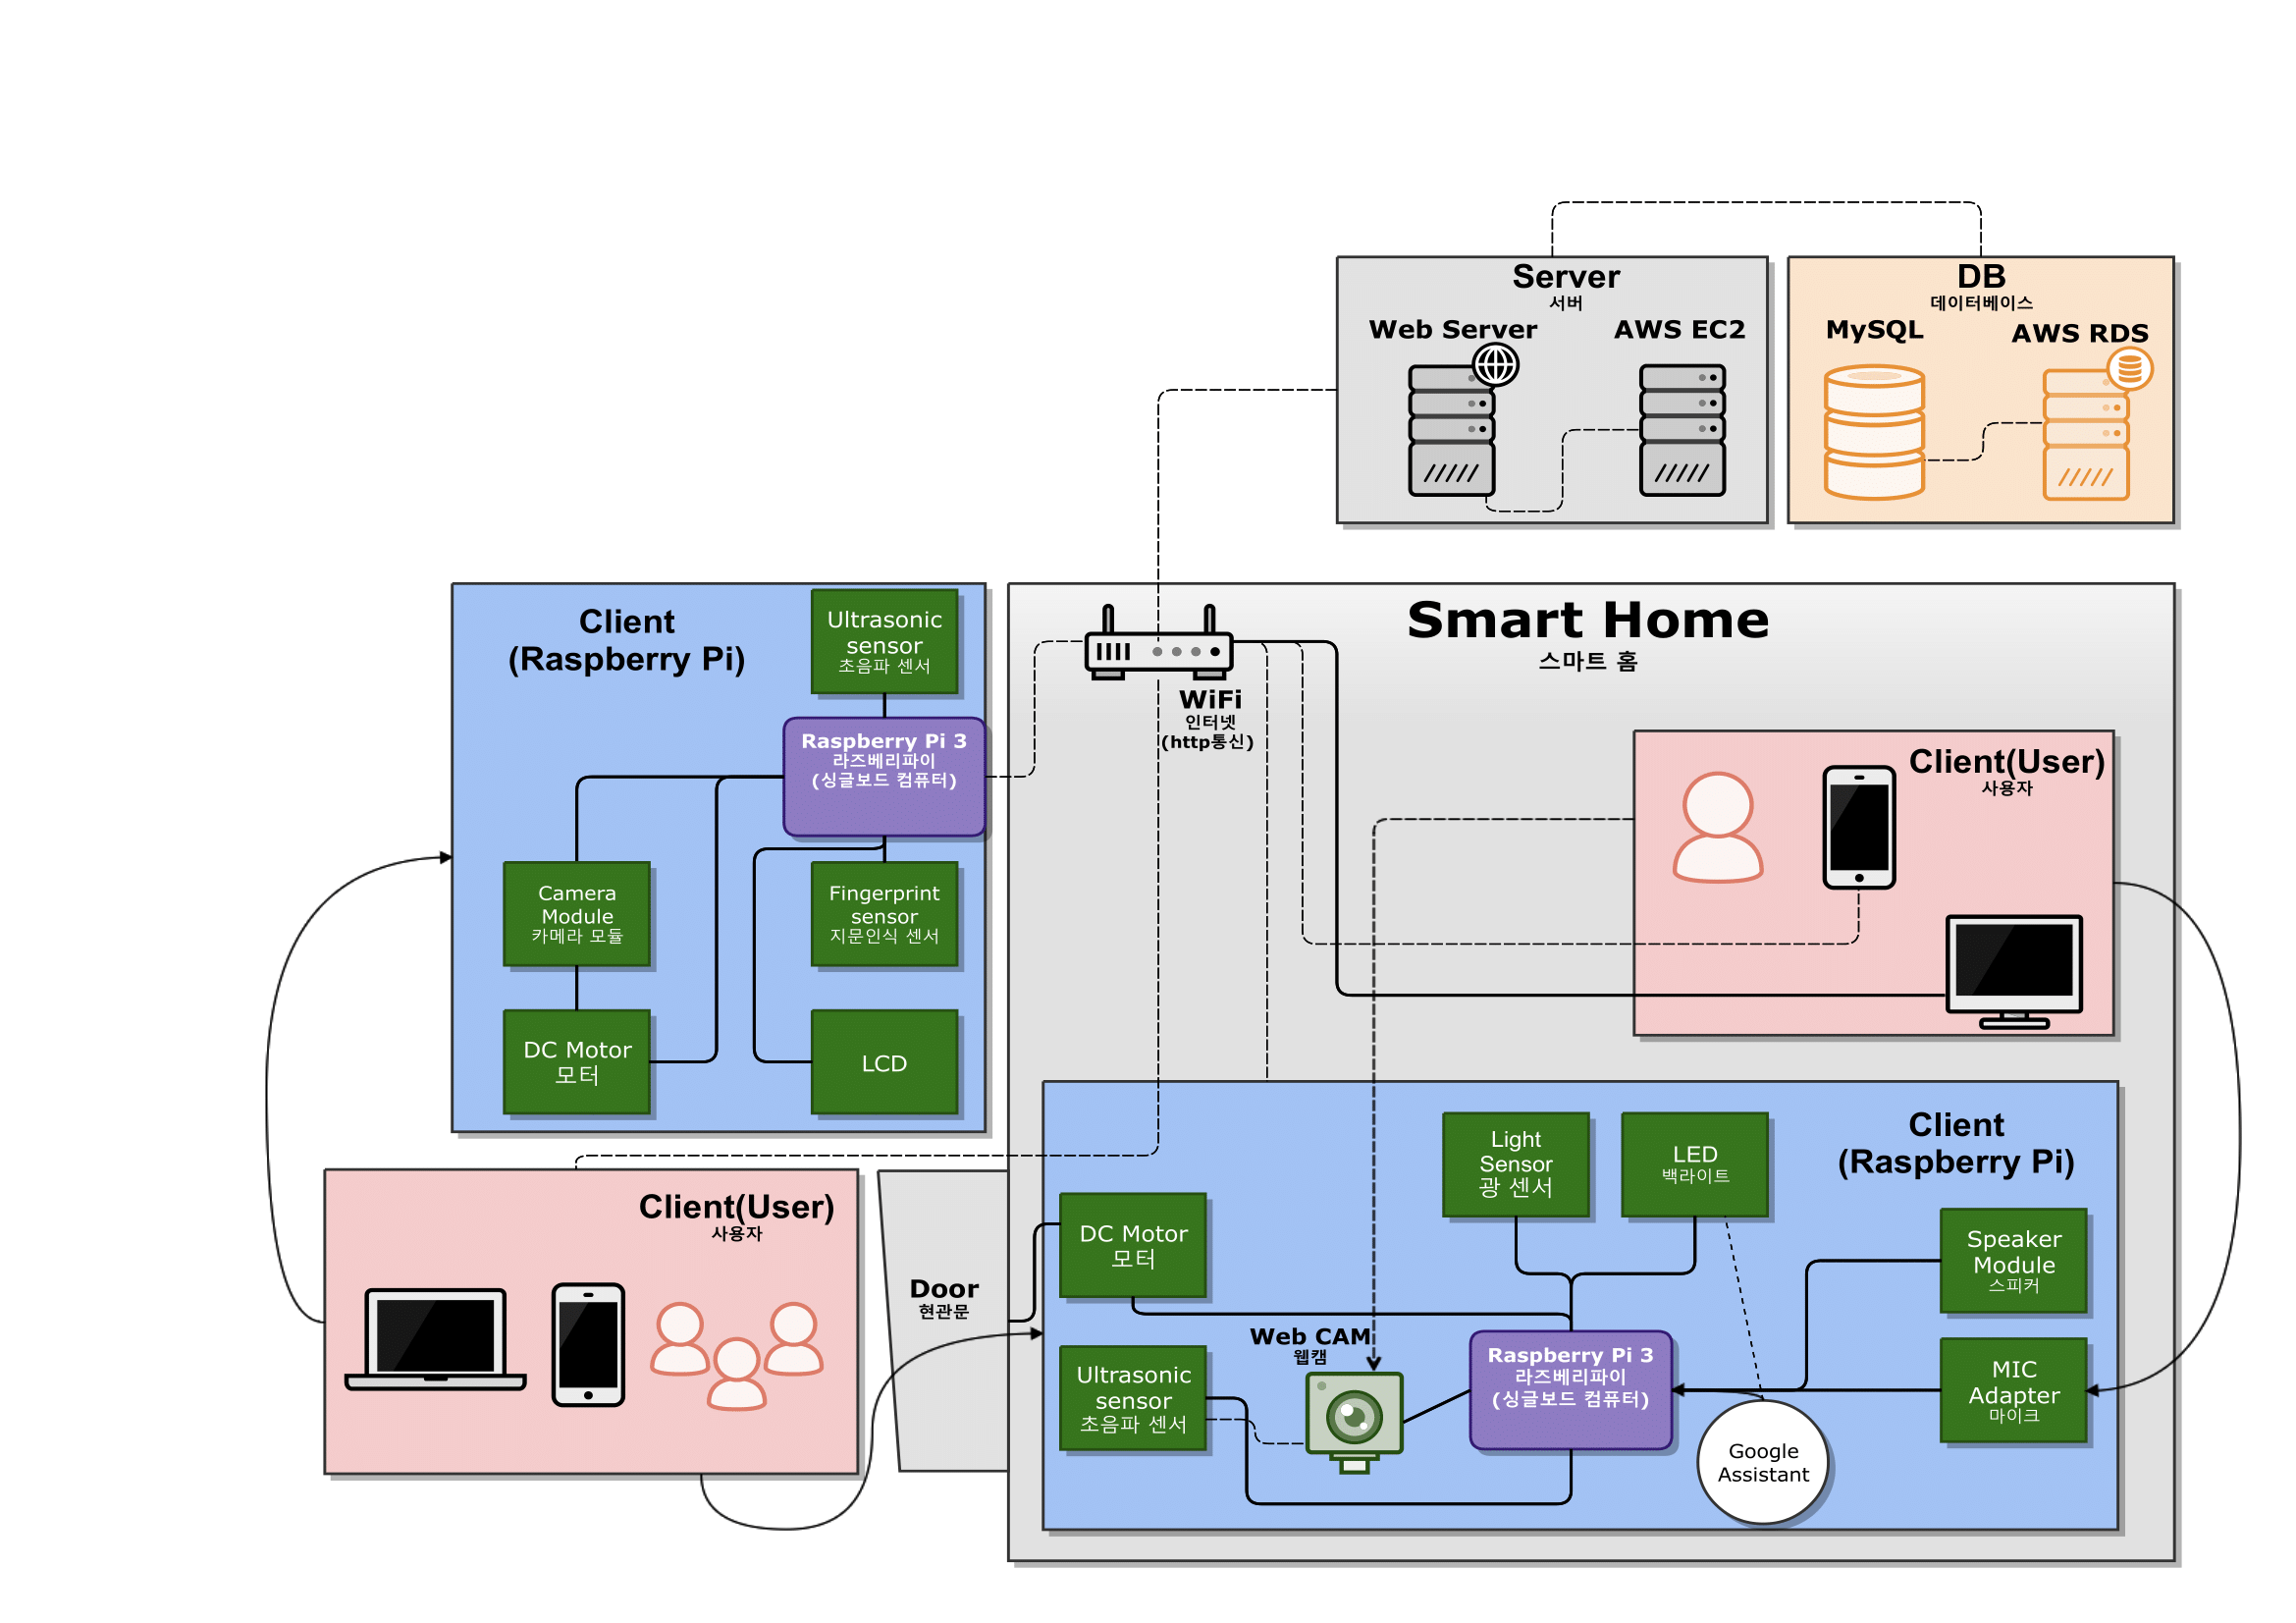 Server
서버
Web Server
AWS EC2
DB
데이터베이스
MySQL
AWS RDS
Client
(Raspberry Pi)
Ultrasonic
sensor
초음파 센서
Raspberry Pi 3
라즈베리파이
(싱글보드 컴퓨터)
Camera
Module
카메라 모듈
Fingerprint
sensor
지문인식 센서
DC Motor
모터
LCD
Smart Home
스마트 홈
WiFi
인터넷
(http통신)
Client(User)
사용자
Client(User)
사용자
Door
현관문
Client
(Raspberry Pi)
Light
Sensor
광 센서
LED
백라이트
DC Motor
모터
Speaker
Module
스피커
Web CAM
웹캠
Ultrasonic
sensor
초음파 센서
Raspberry Pi 3
라즈베리파이
(싱글보드 컴퓨터)
MIC
Adapter
마이크
Google
Assistant